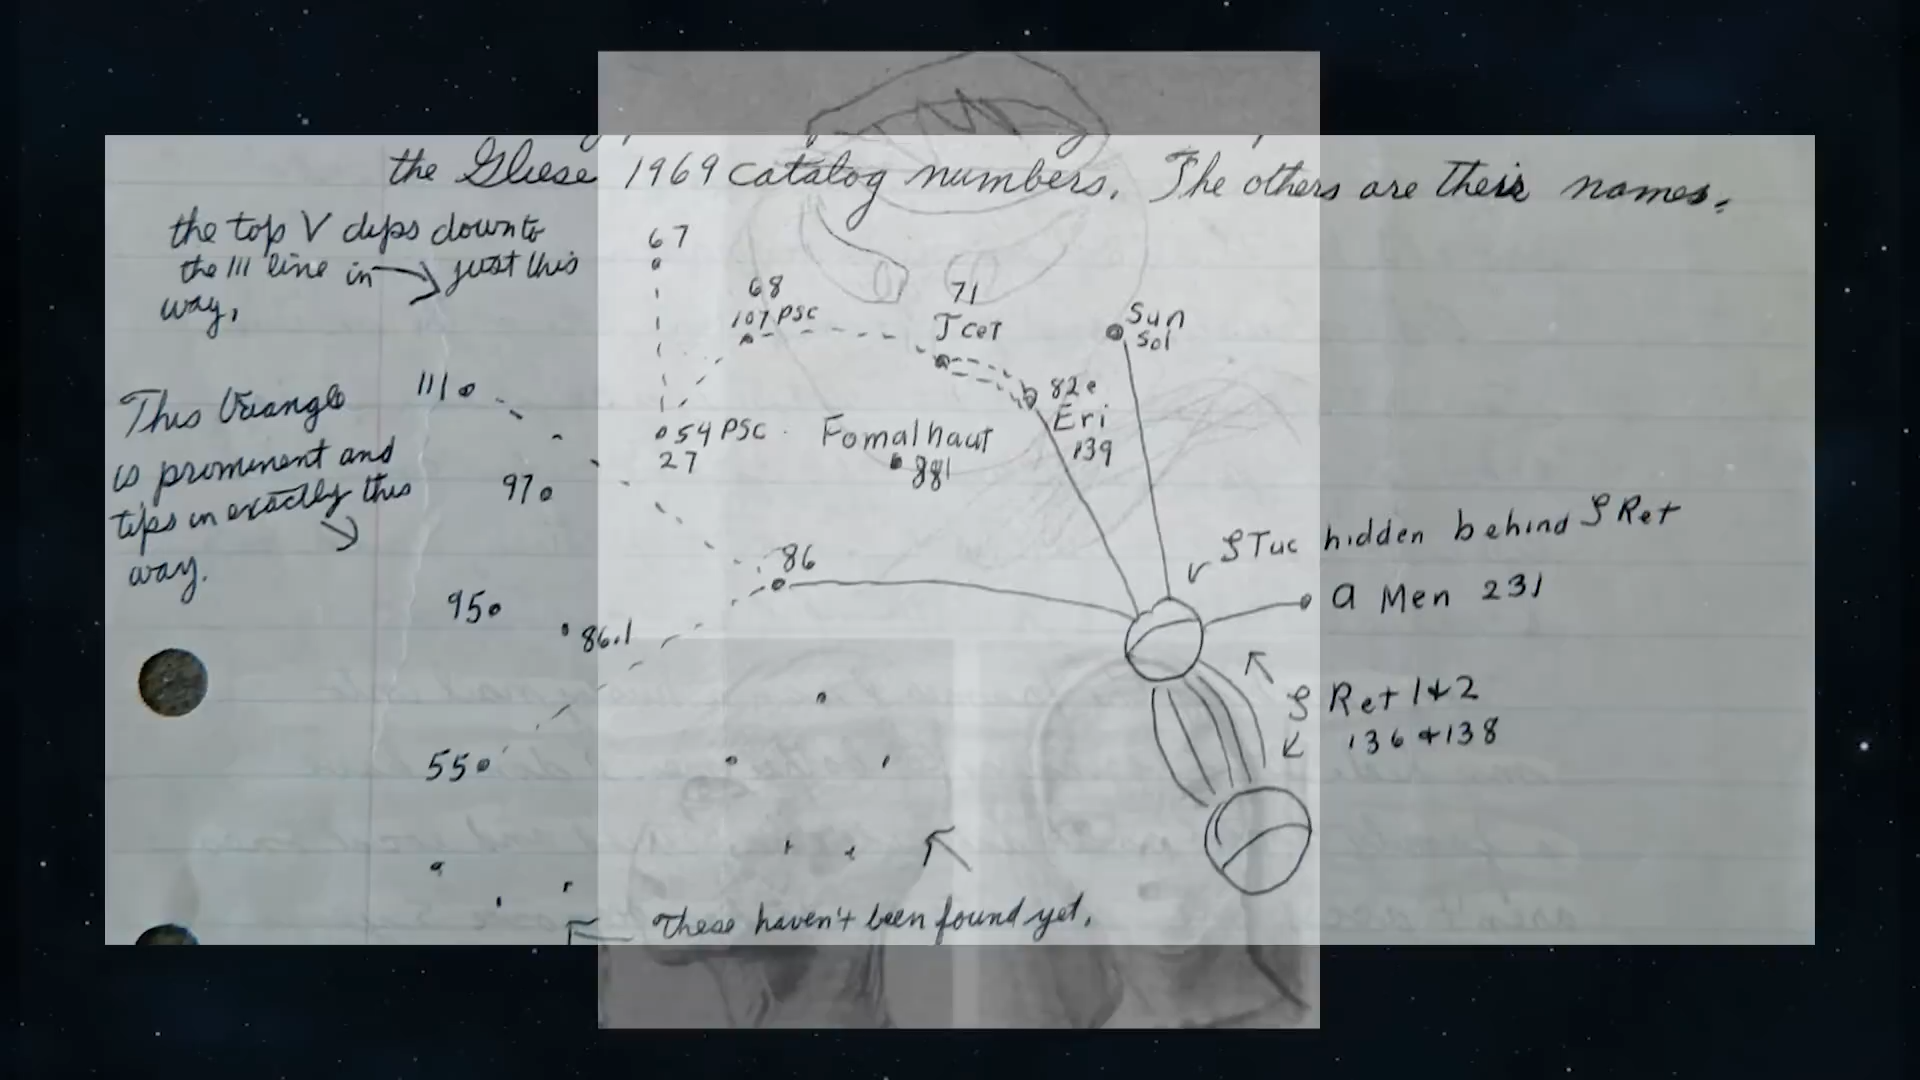 the Gliese 1969 catalog numbers. The others are their names.
the top V dips down to
the 111 line in just this
way.
67
68
107 PSC
71
Tcet
Sun
Sol
This triangle
is prominent and
tips in exactly this
way.
111
82e
Eri
139
54 PSC
27
Fomalhaut
881
97
86
ζ Tuc hidden behind ζ Ret
a Men 231
95
86.1
ζ Ret 1+2
136+138
55
These haven't been found yet.